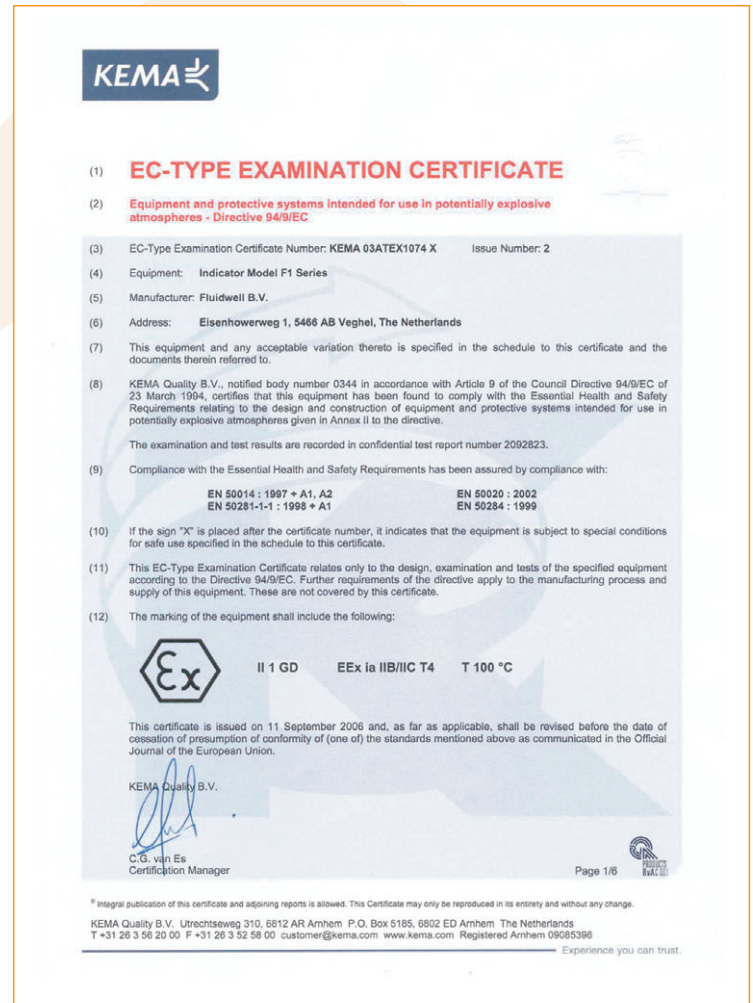 KEMA
(1) EC-TYPE EXAMINATION CERTIFICATE
(2) Equipment and protective systems intended for use in potentially explosive
atmospheres - Directive 94/9/EC
(3) EC-Type Examination Certificate Number: KEMA 03ATEX1074 X Issue Number: 2
(4) Equipment: Indicator Model F1 Series
(5) Manufacturer: Fluidwell B.V.
(6) Address: Eisenhowerweg 1, 5466 AB Veghel, The Netherlands
(7) This equipment and any acceptable variation thereto is specified in the schedule to this certificate and the
documents therein referred to.
(8) KEMA Quality B.V., notified body number 0344 in accordance with Article 9 of the Council Directive 94/9/EC of
23 March 1994, certifies that this equipment has been found to comply with the Essential Health and Safety
Requirements relating to the design and construction of equipment and protective systems intended for use in
potentially explosive atmospheres given in Annex II to the directive.
The examination and test results are recorded in confidential test report number 2092823.
(9) Compliance with the Essential Health and Safety Requirements has been assured by compliance with:
EN 50014 : 1997 + A1, A2 EN 50020 : 2002
EN 50281-1-1 : 1998 + A1 EN 50284 : 1999
(10) If the sign "X" is placed after the certificate number, it indicates that the equipment is subject to special conditions
for safe use specified in the schedule to this certificate.
(11) This EC-Type Examination Certificate relates only to the design, examination and tests of the specified equipment
according to the Directive 94/9/EC. Further requirements of the directive apply to the manufacturing process and
supply of this equipment. These are not covered by this certificate.
(12) The marking of the equipment shall include the following:
Ex II 1 GD EEx ia IIB/IIC T4 T 100 °C
This certificate is issued on 11 September 2006 and, as far as applicable, shall be revised before the date of
cessation of presumption of conformity of (one of) the standards mentioned above as communicated in the Official
Journal of the European Union.
KEMA Quality B.V.
C.G. van Es
Certification Manager Page 1/6
PRODUCTS
RvA C
® Integral publication of this certificate and adjoining reports is allowed. This Certificate may only be reproduced in its entirety and without any change.
KEMA Quality B.V. Utrechtseweg 310, 6812 AR Arnhem P.O. Box 5185, 6802 ED Arnhem The Netherlands
T +31 26 3 56 20 00 F +31 26 3 52 58 00 customer@kema.com www.kema.com Registered Arnhem 09085396
Experience you can trust.